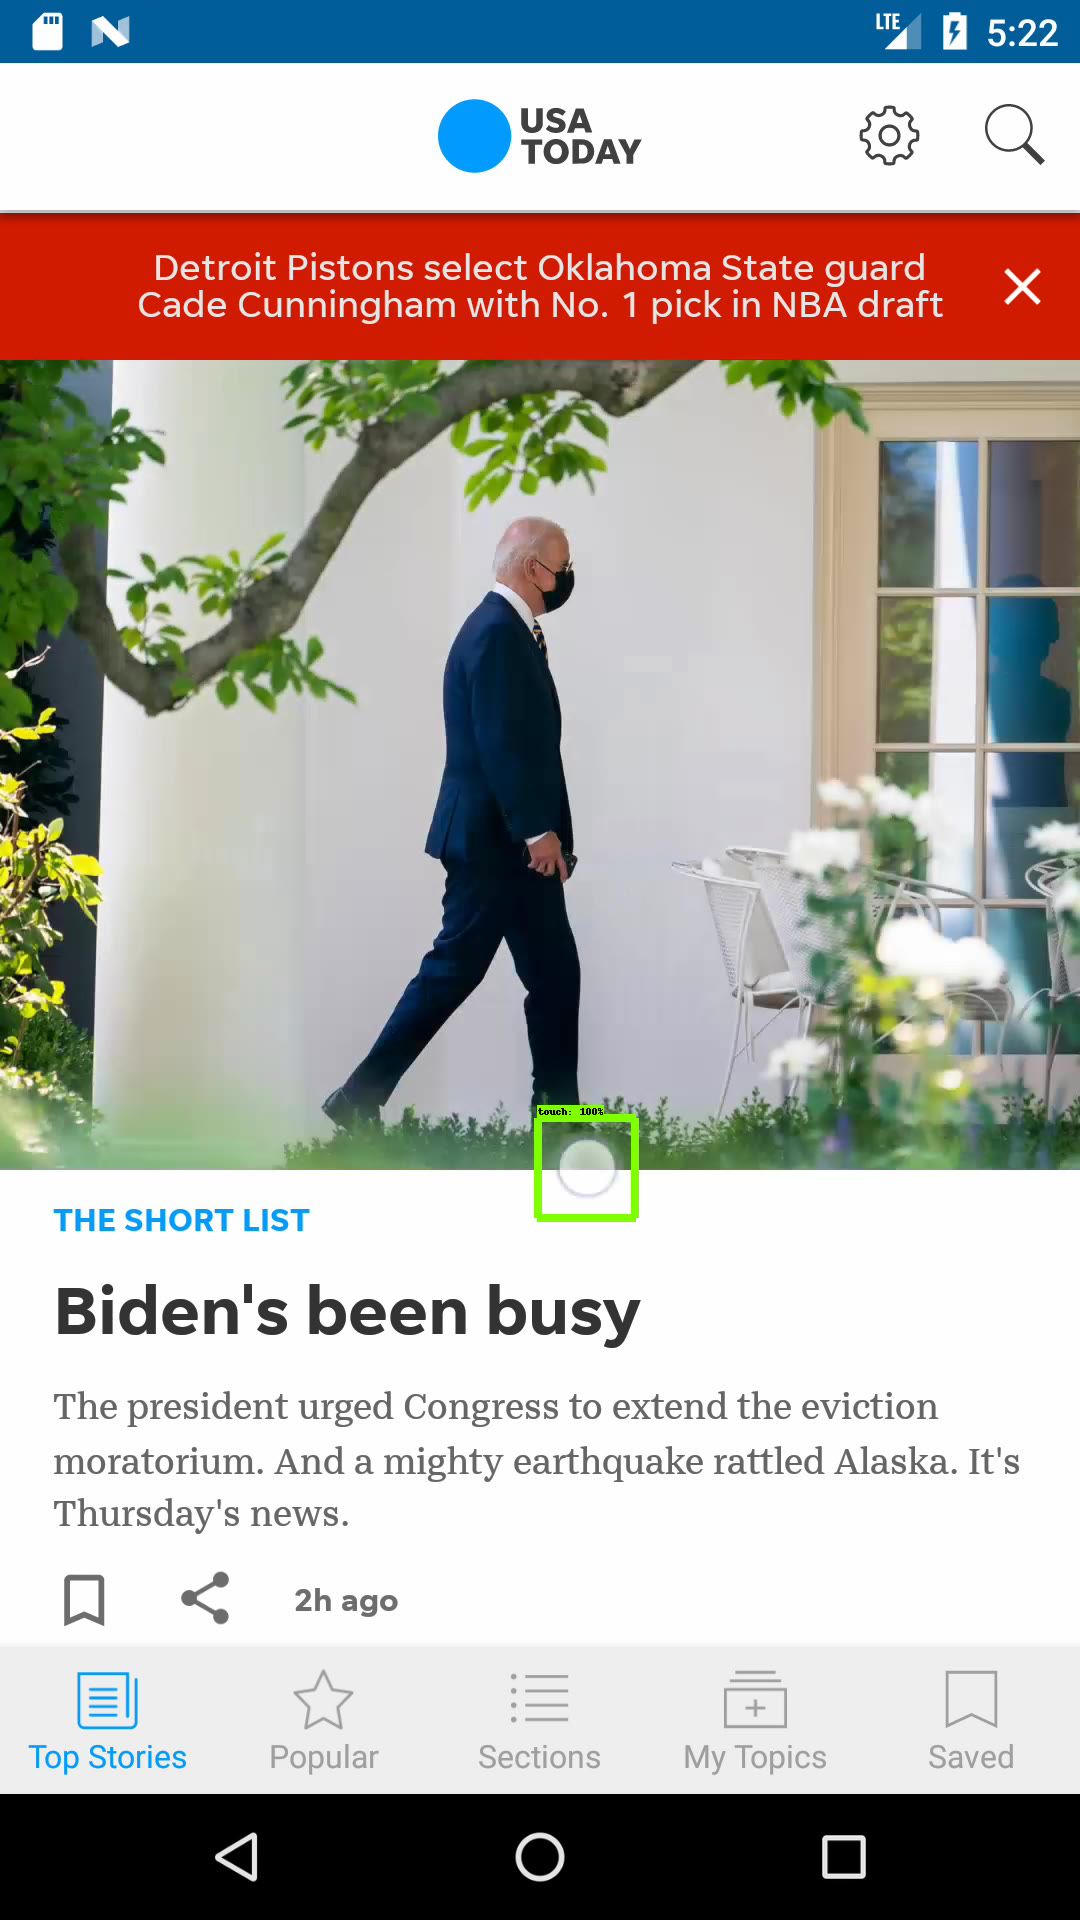 LTE 5:22
USA
TODAY
Detroit Pistons select Oklahoma State guard
Cade Cunningham with No. 1 pick in NBA draft
touch: 100%
THE SHORT LIST
Biden's been busy
The president urged Congress to extend the eviction
moratorium. And a mighty earthquake rattled Alaska. It's
Thursday's news.
2h ago
Top Stories Popular Sections My Topics Saved